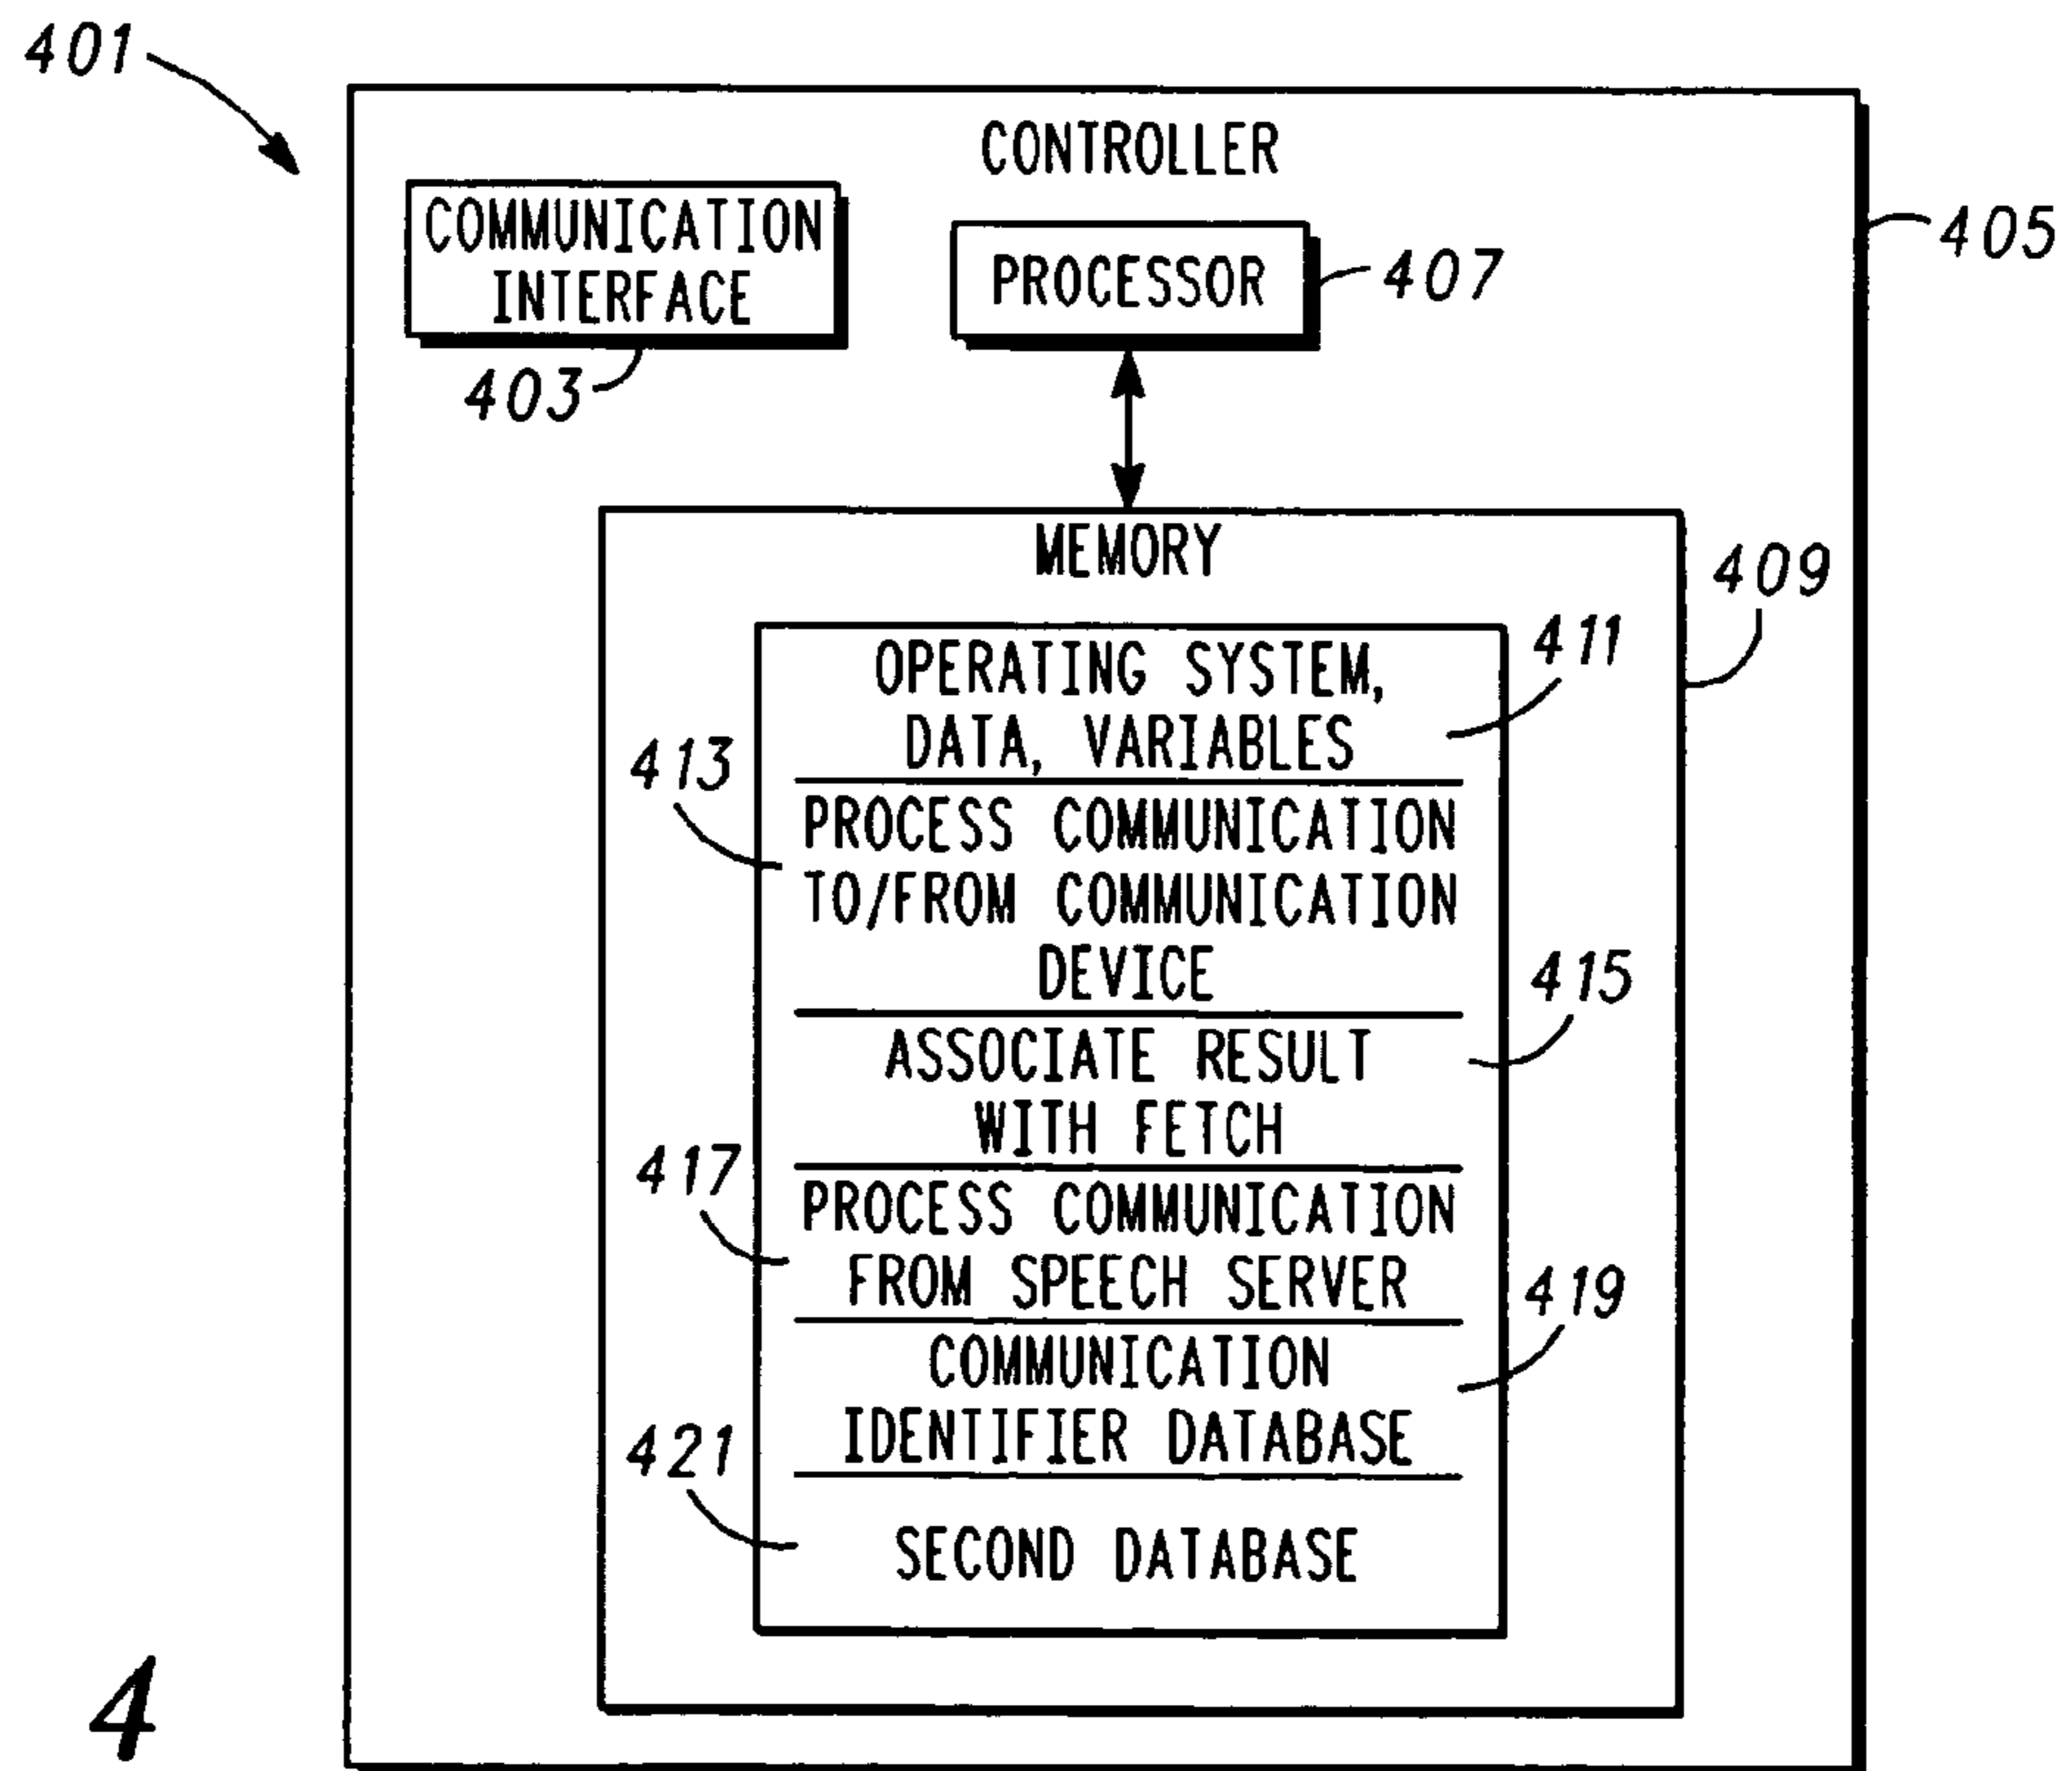 401
CONTROLLER
COMMUNICATION
INTERFACE
403
PROCESSOR
407
405
MEMORY
409
OPERATING SYSTEM,
DATA, VARIABLES
411
413
PROCESS COMMUNICATION
TO/FROM COMMUNICATION
DEVICE
415
ASSOCIATE RESULT
WITH FETCH
417
PROCESS COMMUNICATION
FROM SPEECH SERVER
419
COMMUNICATION
IDENTIFIER DATABASE
421
SECOND DATABASE
4